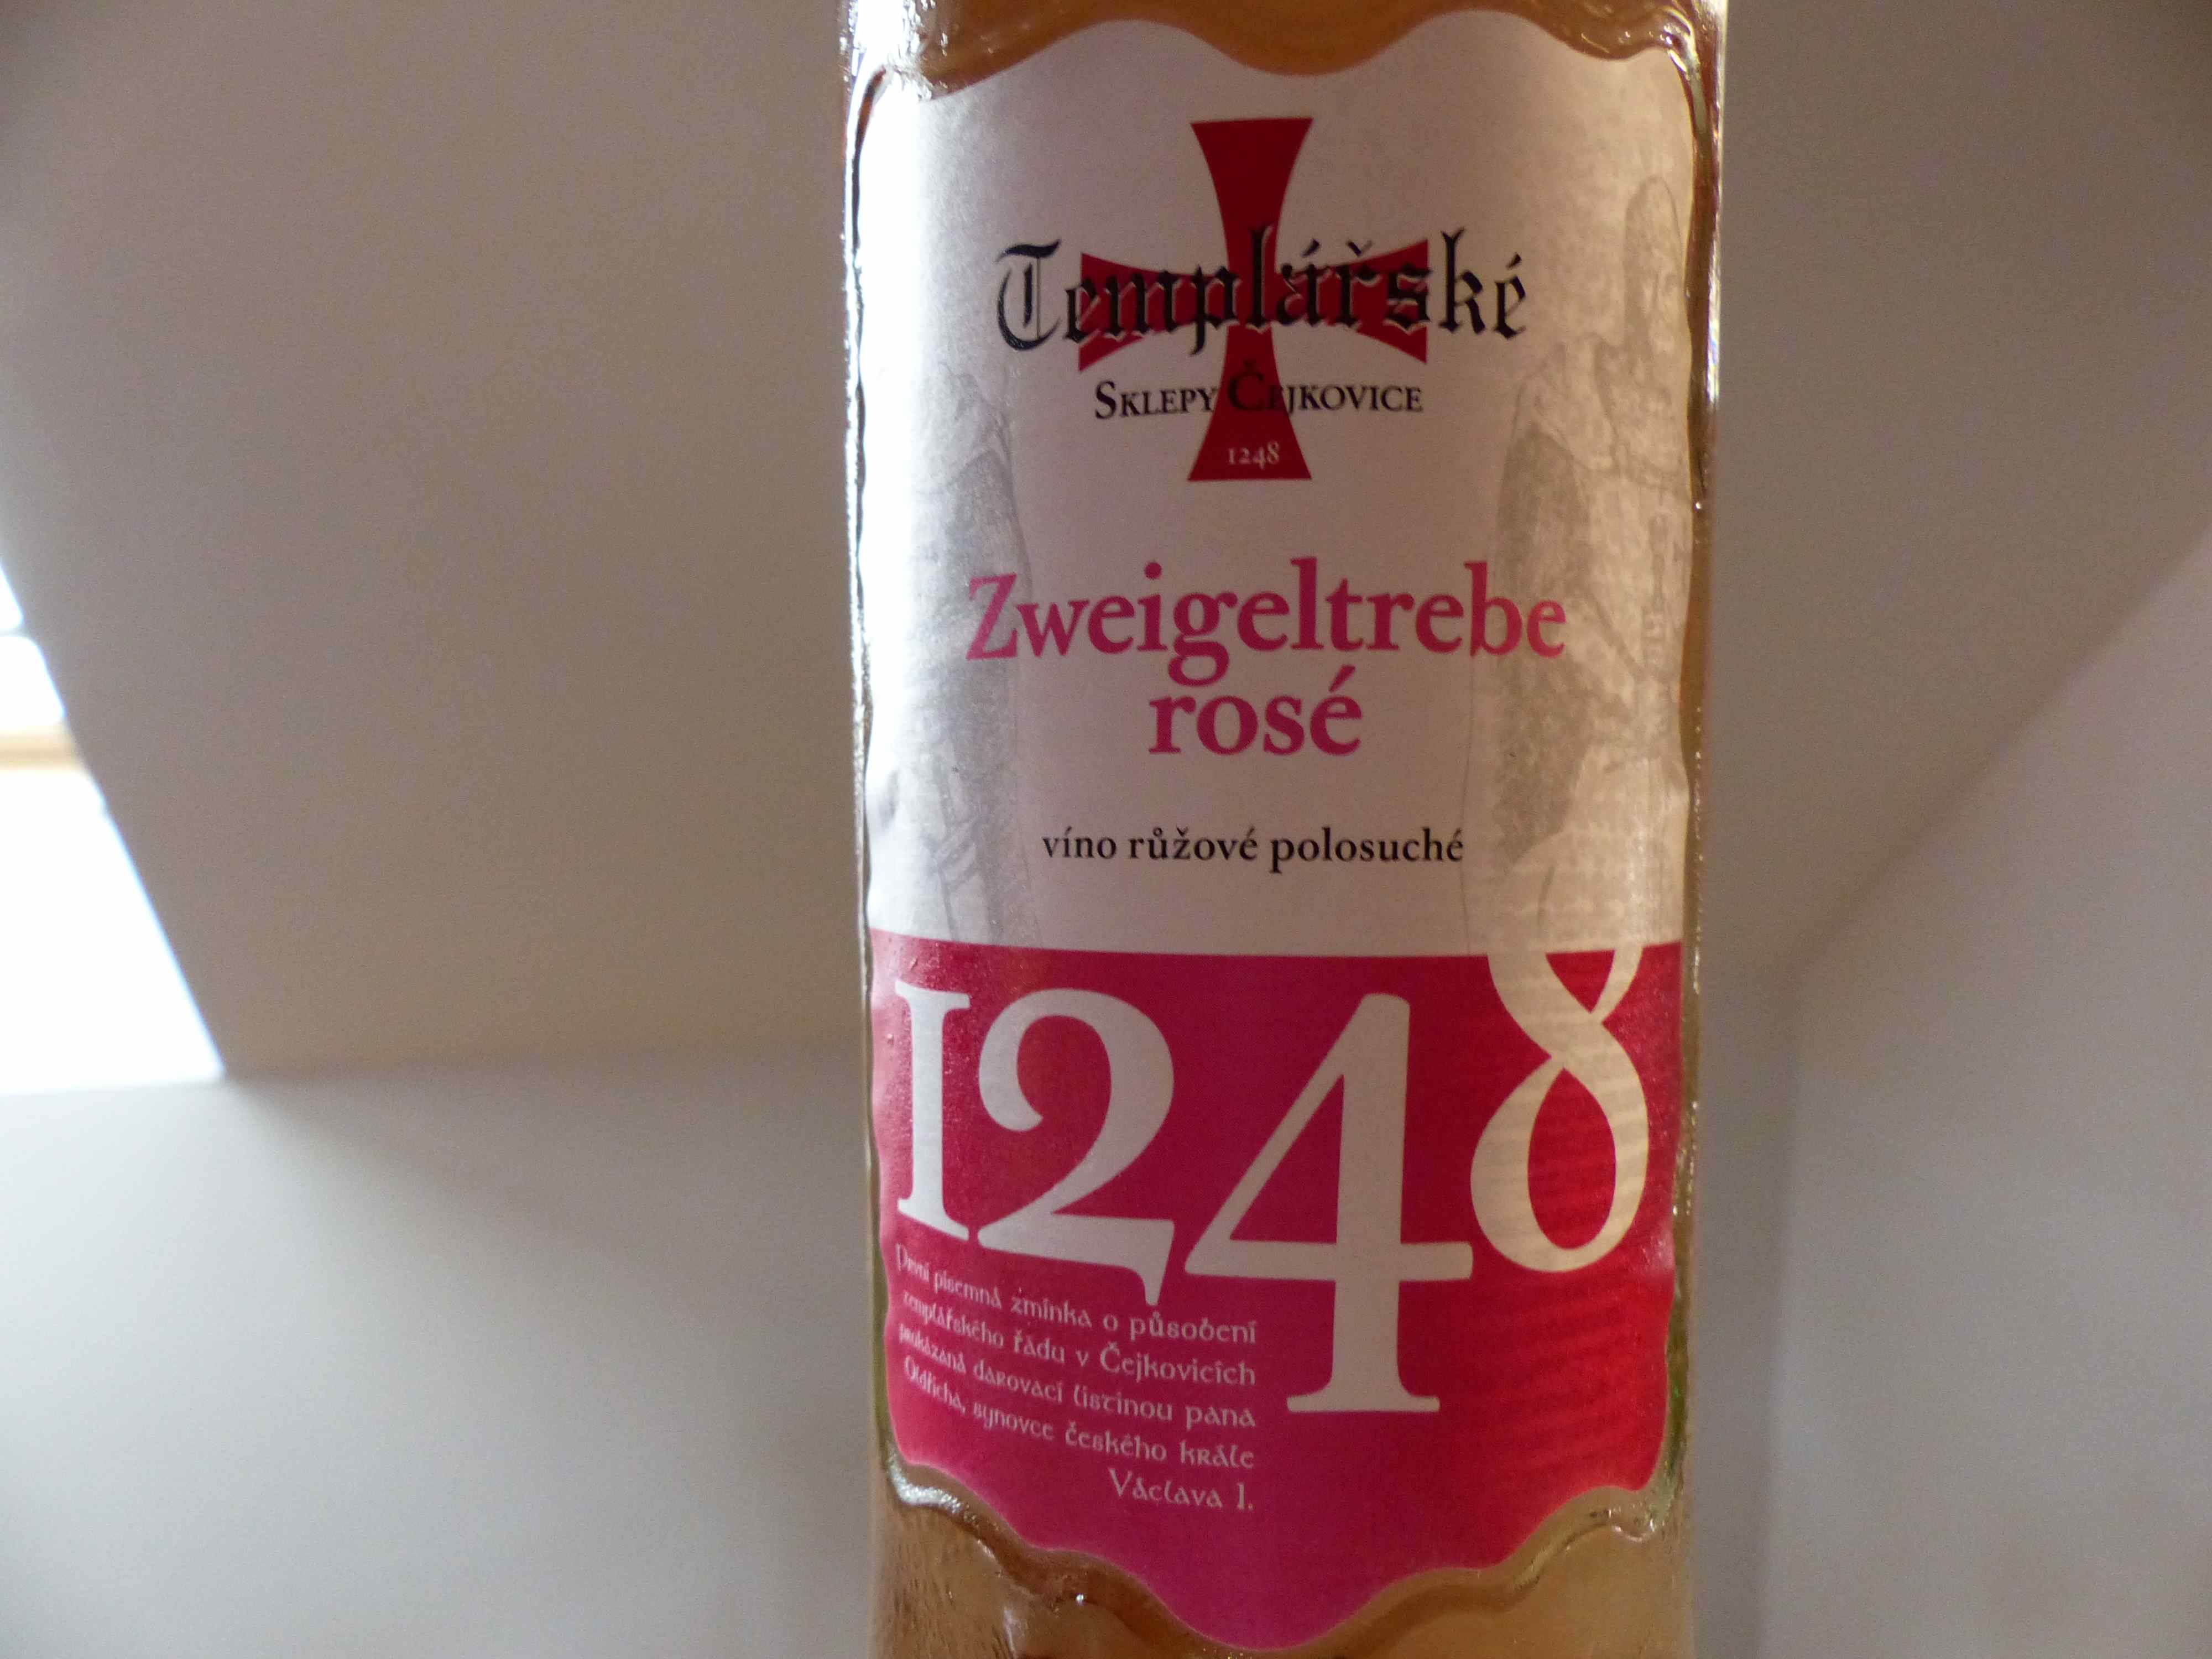 Templářské
Sklepy Čejkovice
1248
Zweigeltrebe
rosé
víno růžové polosuché
1248
První písemná zmínka o působení
templářského řádu v Čejkovicích
prokázaná darovací listinou pana
Oldřicha, synovce českého krále
Václava I.